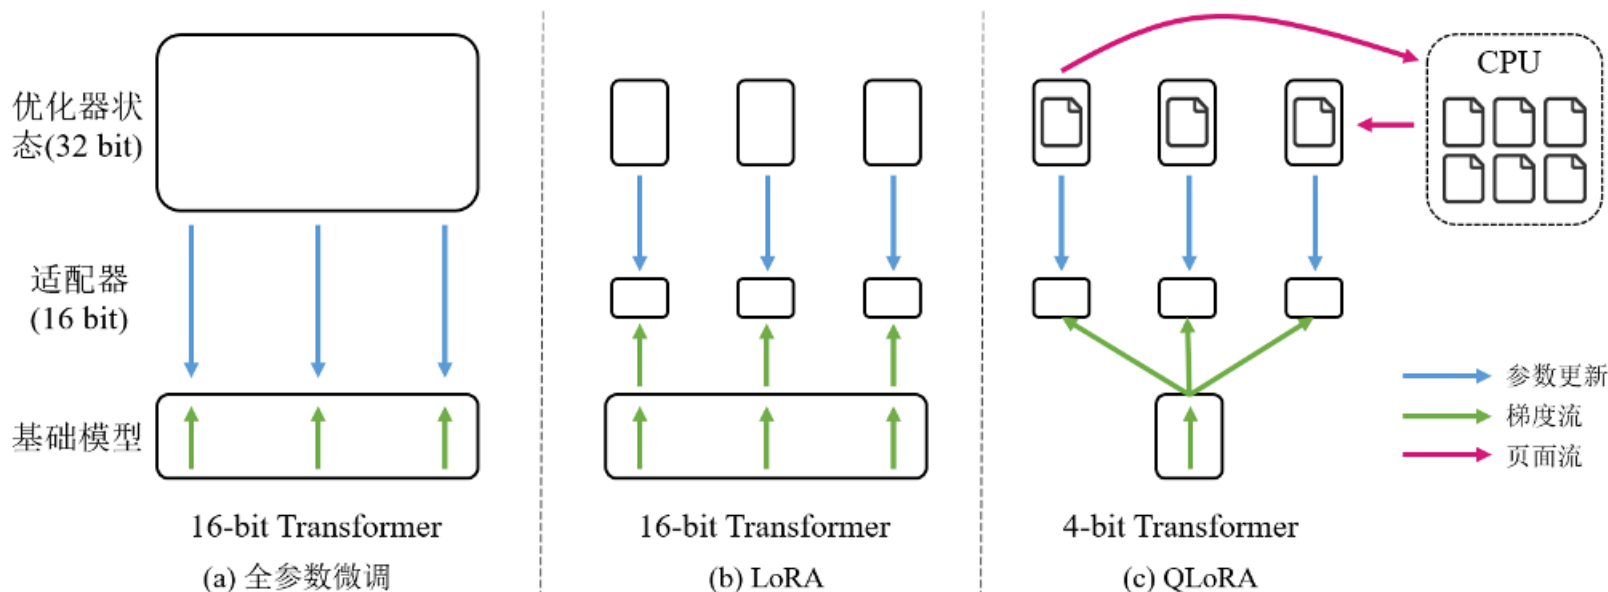 优化器状
态(32 bit)
适配器
(16 bit)
基础模型
16-bit Transformer
(a) 全参数微调
16-bit Transformer
(b) LoRA
CPU
4-bit Transformer
(c) QLoRA
参数更新
梯度流
页面流